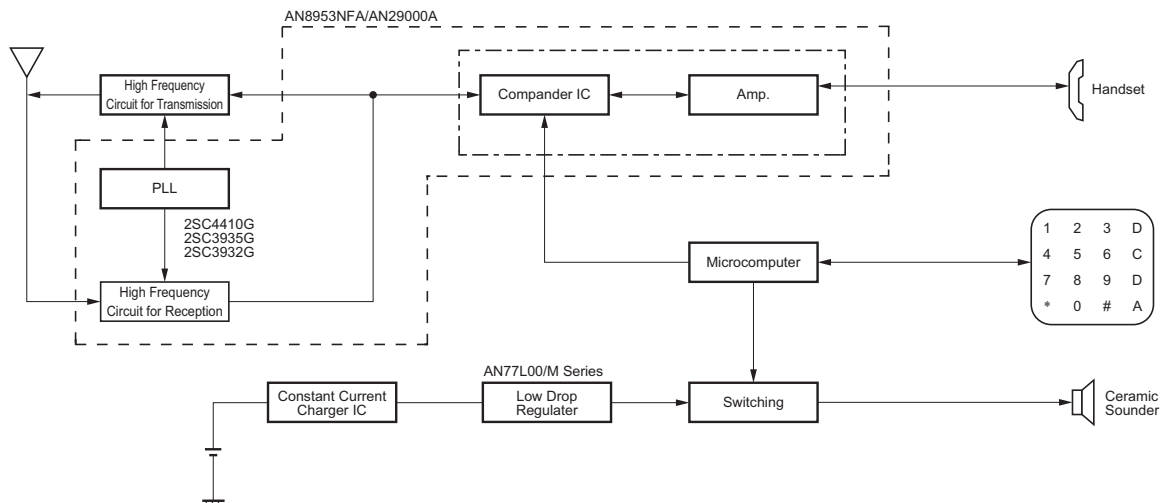 AN8953NFA/AN29000A
High Frequency
Circuit for Transmission
Compander IC
Amp.
Handset
PLL
2SC4410G
2SC3935G
2SC3932G
Microcomputer
1 2 3 D
4 5 6 C
7 8 9 D
* 0 # A
High Frequency
Circuit for Reception
AN77L00/M Series
Constant Current
Charger IC
Low Drop
Regulater
Switching
Ceramic
Sounder